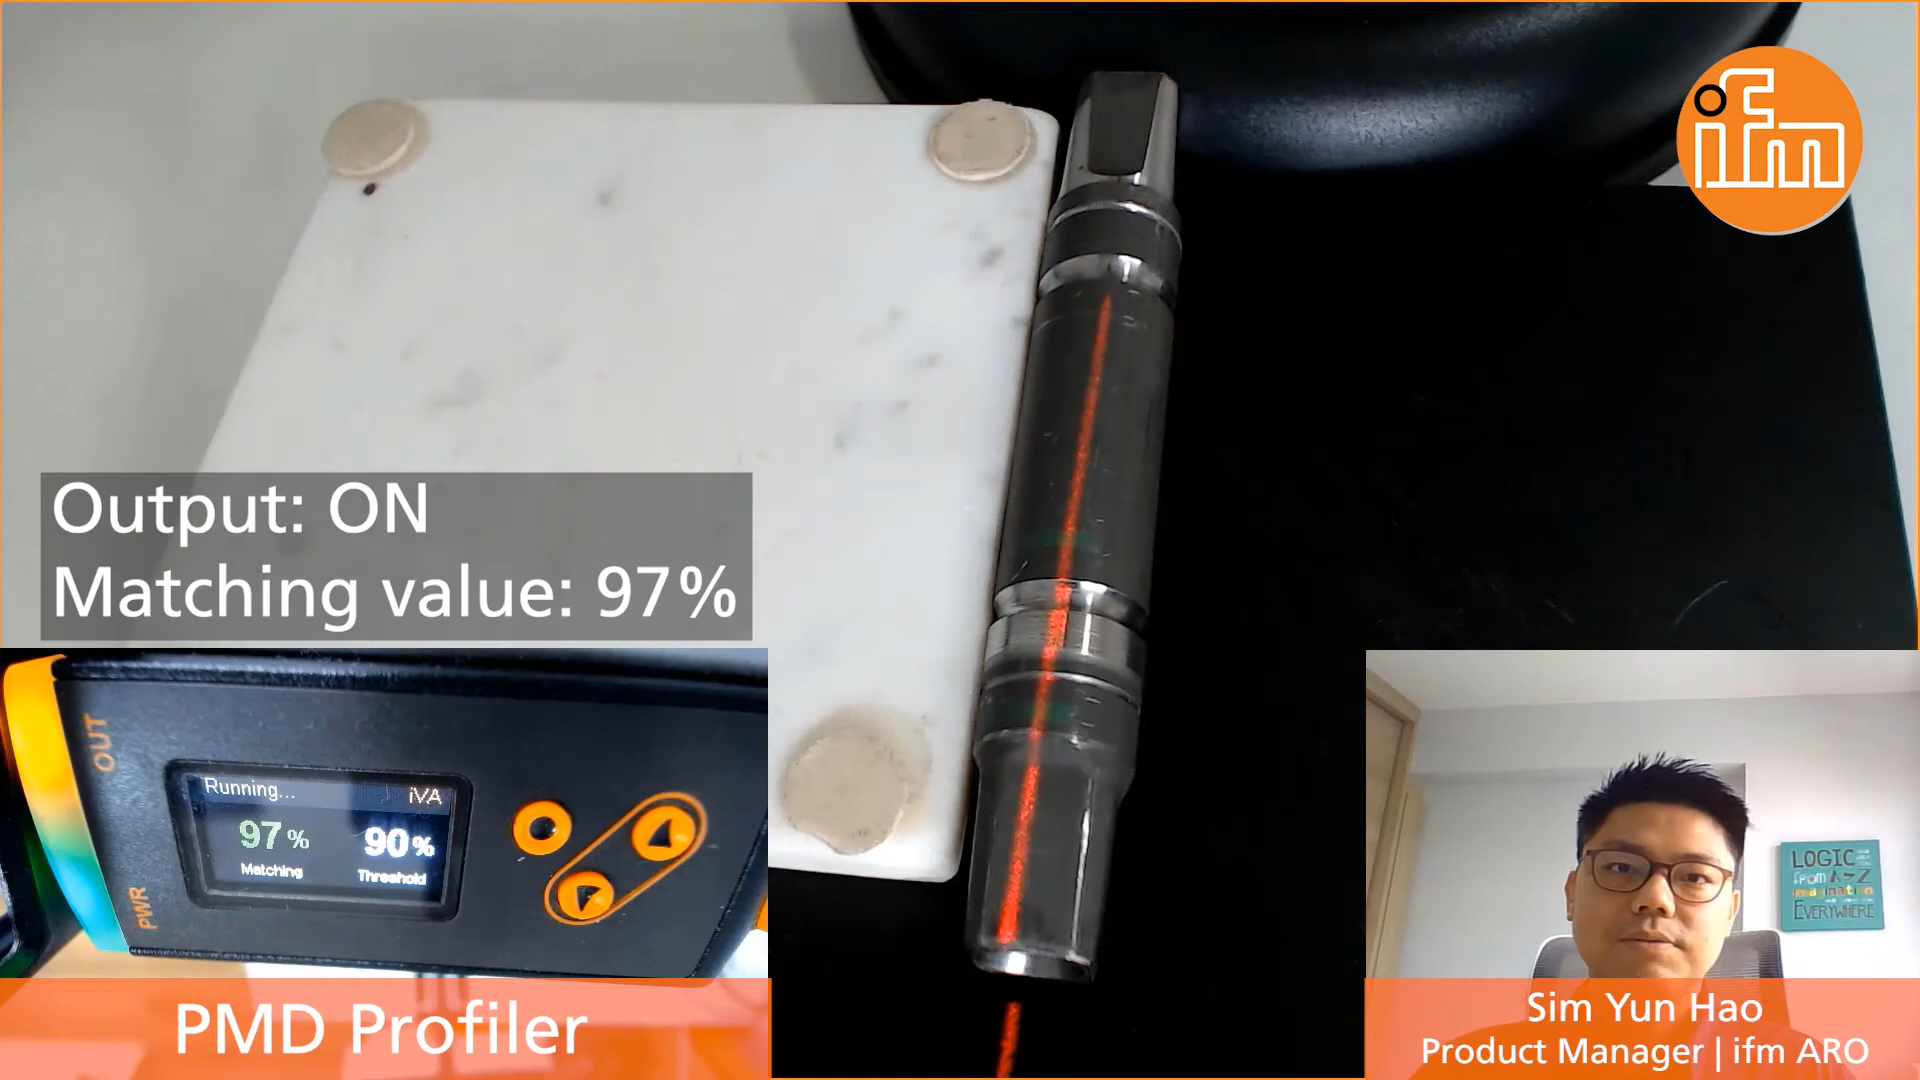 ifm
Output: ON
Matching value: 97%
OUT
PWR
Running... iVA
97% 90%
Matching Threshold
LOGIC
from A→Z
imagination
EVERYWHERE
PMD Profiler
Sim Yun Hao
Product Manager | ifm ARO